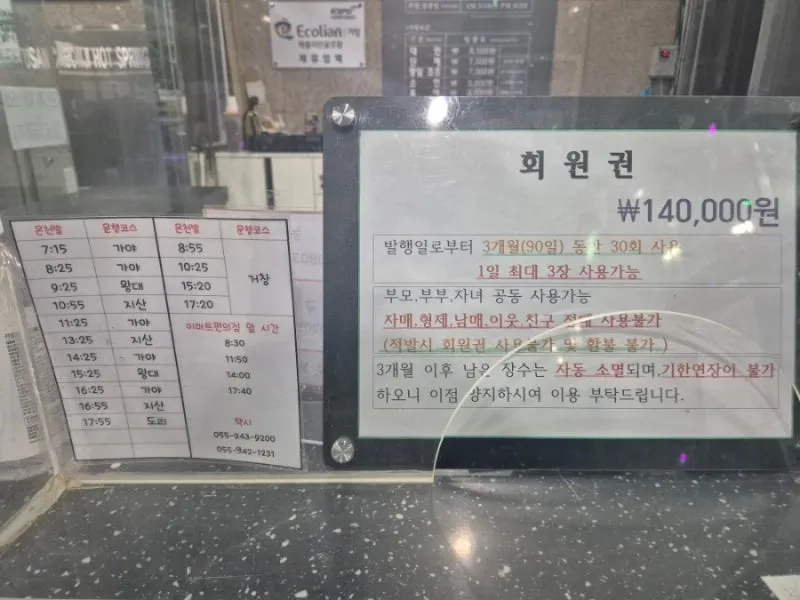 Ecolian 거창
제휴업체
회원권
₩140,000원
발행일로부터 3개월(90일) 동안 30회 사용
1일 최대 3장 사용가능
부모,부부,자녀 공동 사용가능
자매,형제,남매,이웃,친구 절대 사용불가
(적발시 회원권 사용불가 및 환불 불가 )
3개월 이후 남은 장수는 자동 소멸되며,기한연장이 불가
하오니 이점 양지하시여 이용 부탁드립니다.
온천발 운행코스 온천발 운행코스
7:15 가야 8:55
8:25 가야 10:25 거창
9:25 왕대 15:20
10:55 지산 17:20
11:25 가야 이마트편의점 앞 시간
13:25 지산 8:30
14:25 가야 11:50
15:25 왕대 14:00
16:25 가야 17:40
16:55 지산
17:55 도리 택시
055-943-9200
055-942-1231